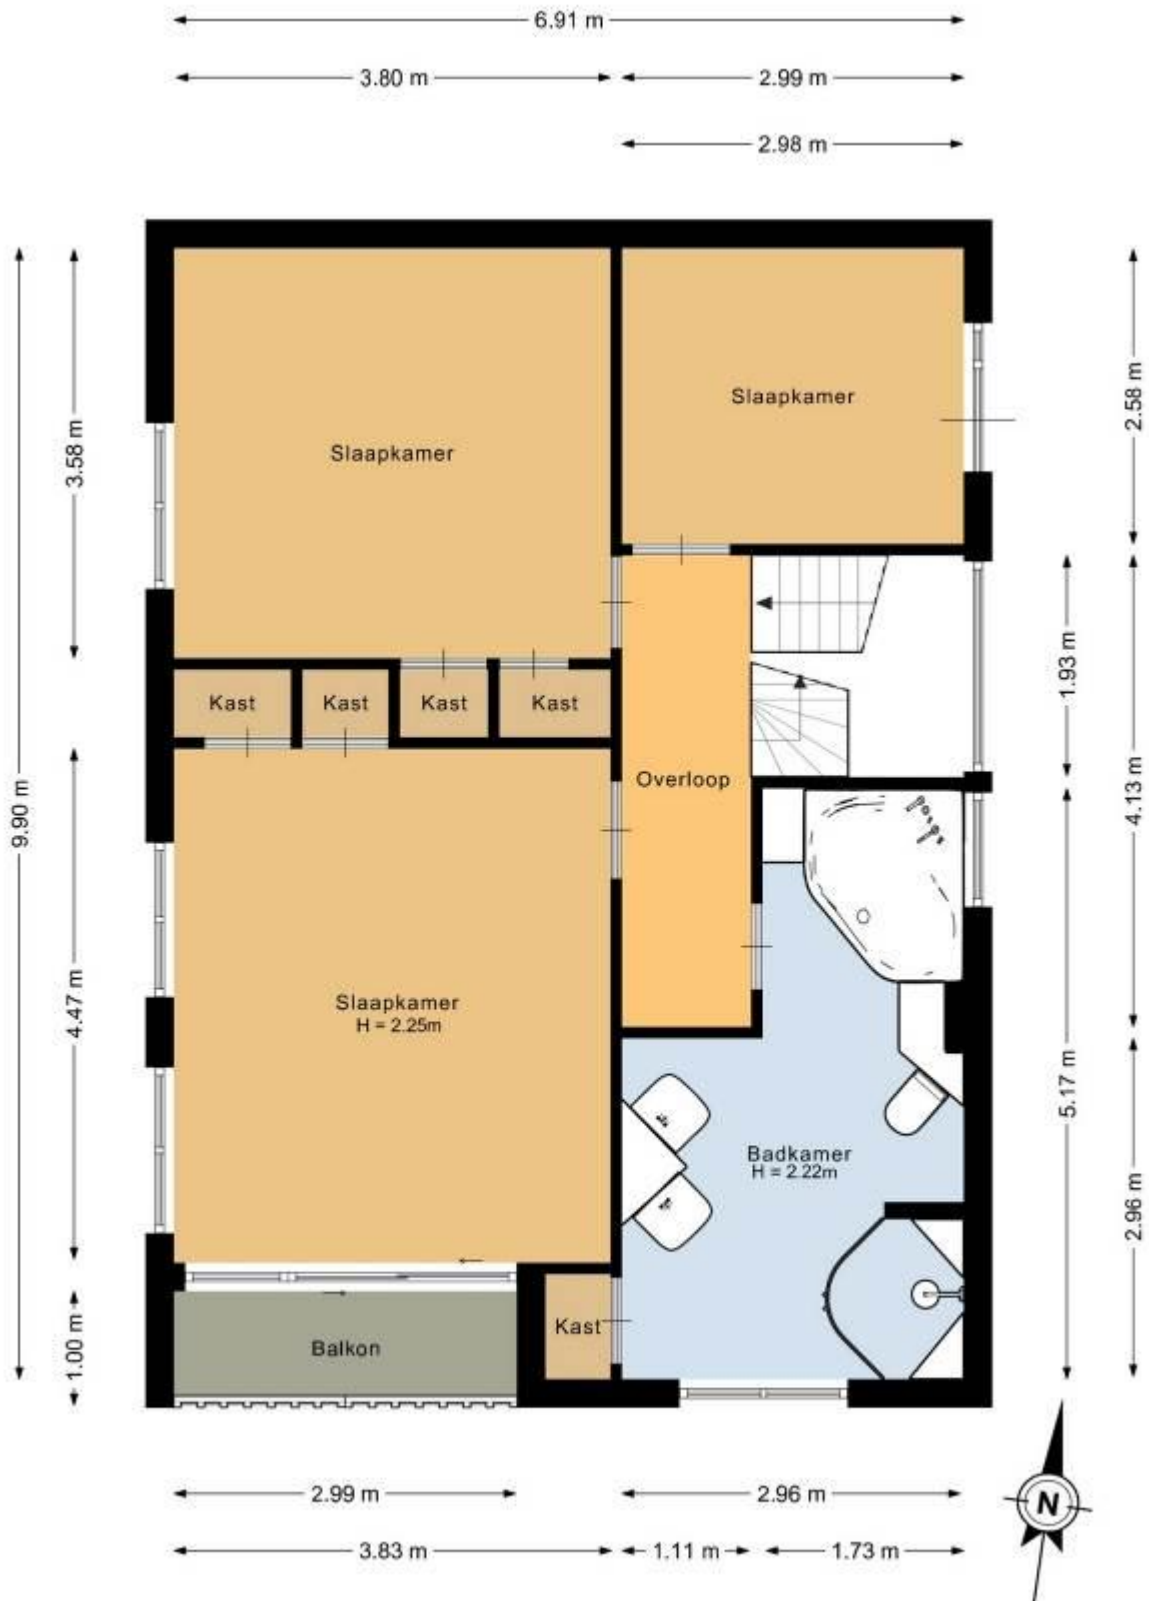 6.91 m
3.80 m
2.99 m
2.98 m
Slaapkamer
Slaapkamer
3.58 m
2.58 m
9.90 m
Kast
Kast
Kast
Kast
1.93 m
Overloop
4.13 m
4.47 m
Slaapkamer
H = 2.25m
5.17 m
Badkamer
H = 2.22m
2.96 m
1.00 m
Balkon
Kast
2.99 m
2.96 m
3.83 m
1.11 m
1.73 m
N